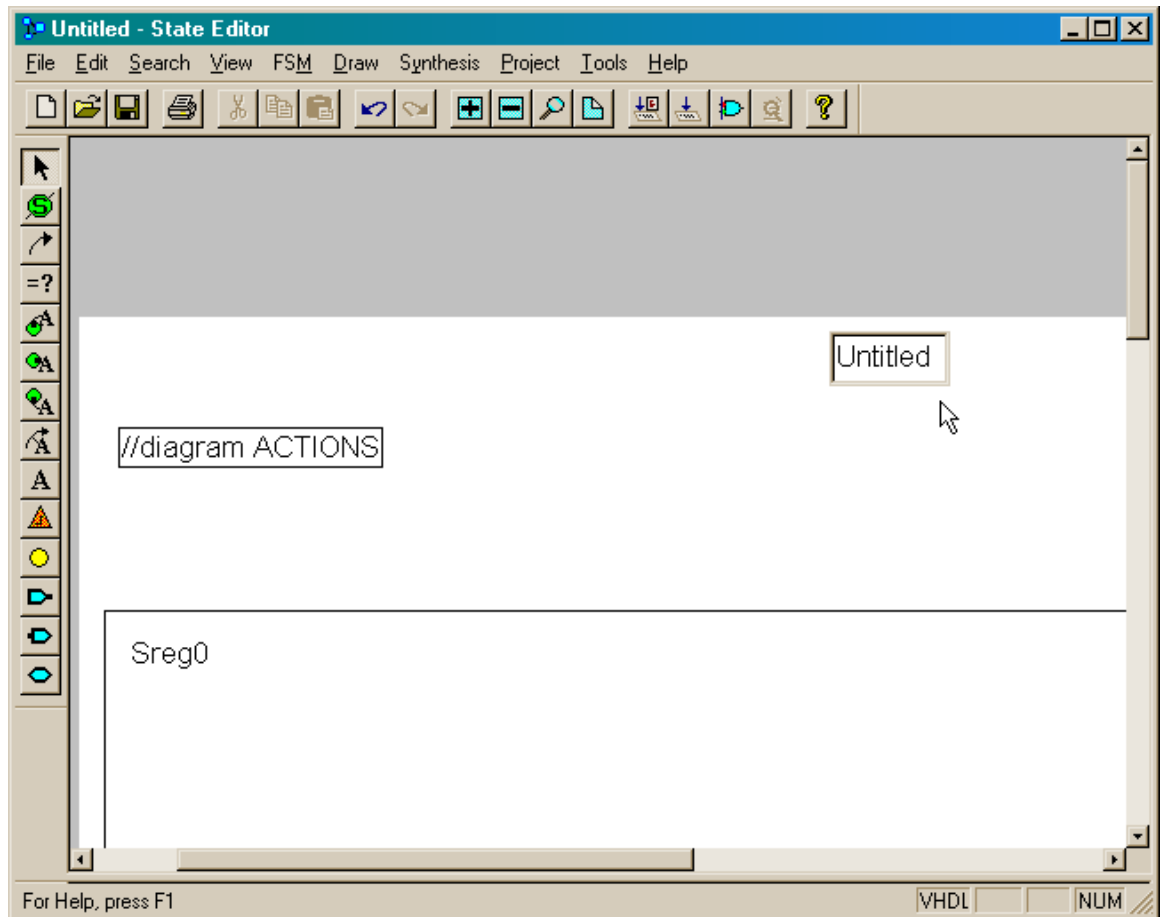 Untitled - State Editor
File Edit Search View FSM Draw Synthesis Project Tools Help
S
=?
A
A
A
A
A
Untitled
//diagram ACTIONS
Sreg0
For Help, press F1 VHDL NUM